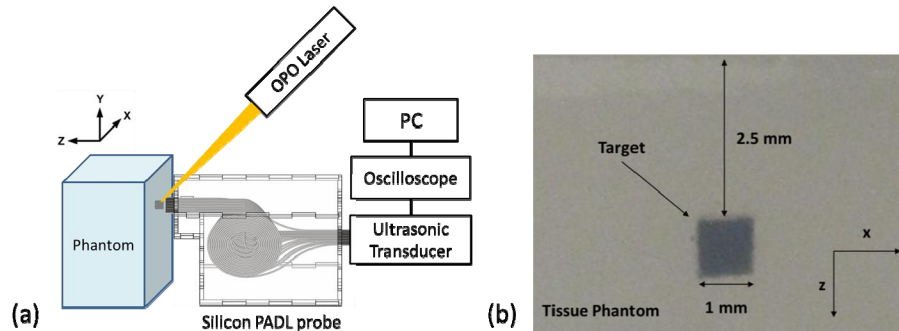 OPO Laser
Y
X
Z
PC
Oscilloscope
Ultrasonic
Transducer
Phantom
Silicon PADL probe
(a)
2.5 mm
Target
x
z
1 mm
Tissue Phantom
(b)